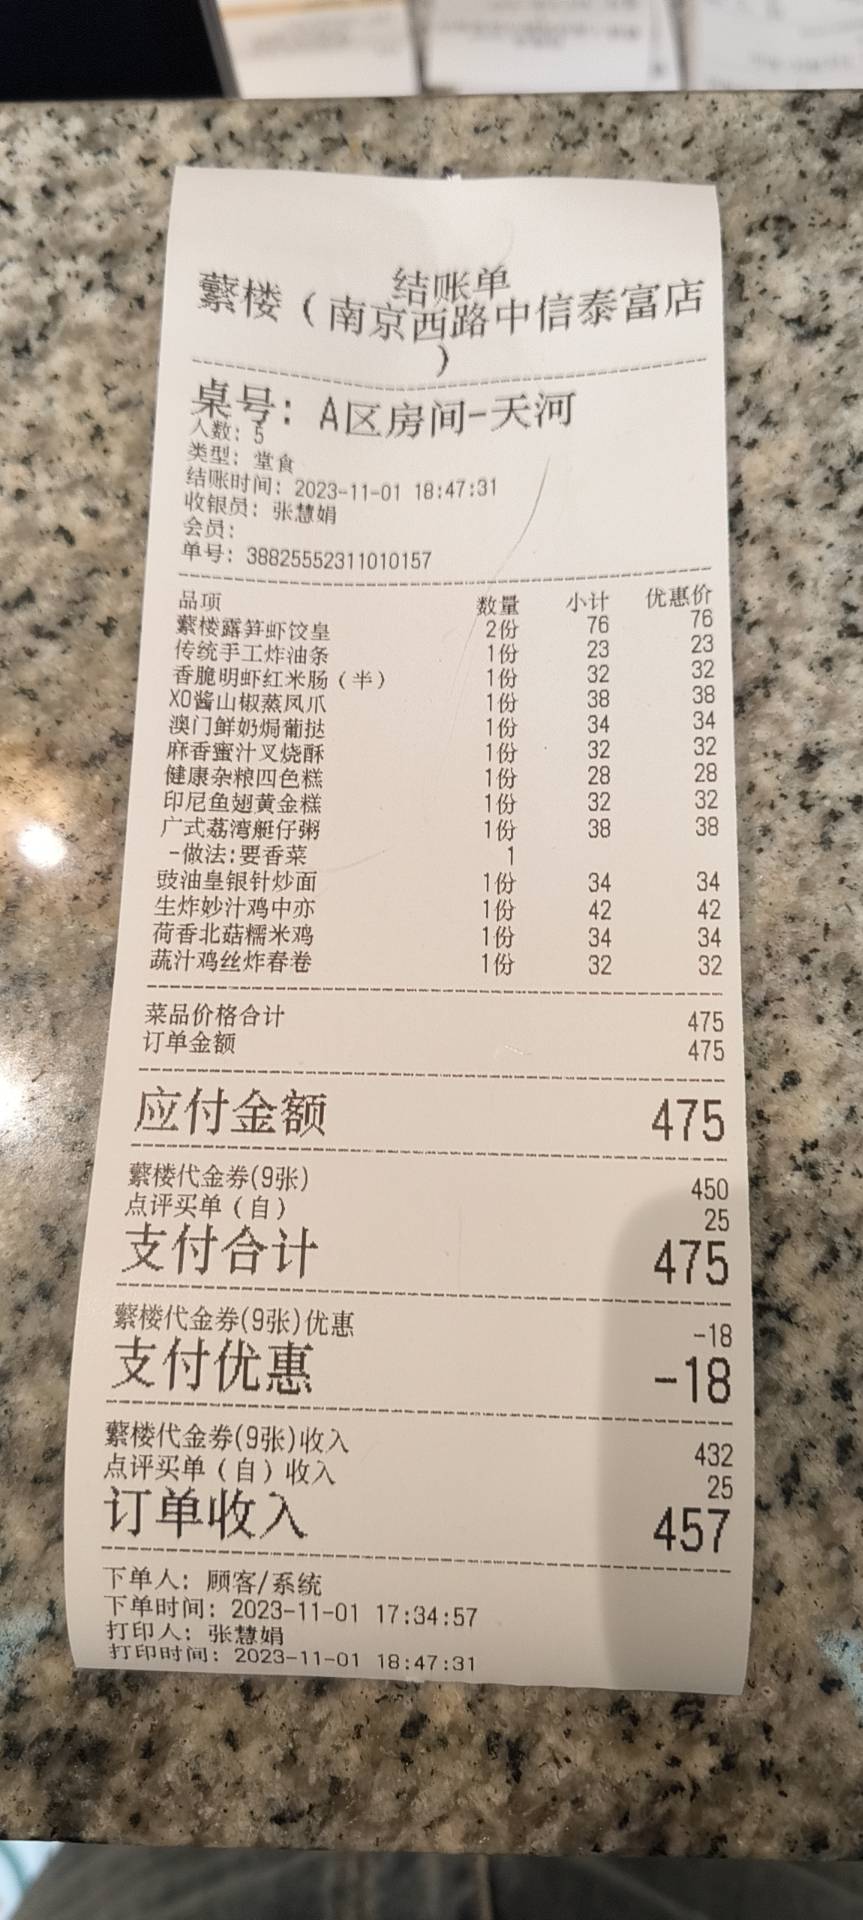 结账单
蘩楼（南京西路中信泰富店
）
桌号: A区房间-天河
人数: 5
类型: 堂食
结账时间: 2023-11-01 18:47:31
收银员: 张慧娟
会员:
单号: 38825552311010157
品项 数量 小计 优惠价
蘩楼露笋虾饺皇 2份 76 76
传统手工炸油条 1份 23 23
香脆明虾红米肠（半） 1份 32 32
XO酱山椒蒸凤爪 1份 38 38
澳门鲜奶焗葡挞 1份 34 34
麻香蜜汁叉烧酥 1份 32 32
健康杂粮四色糕 1份 28 28
印尼鱼翅黄金糕 1份 32 32
广式荔湾艇仔粥 1份 38 38
-做法:要香菜 1
豉油皇银针炒面 1份 34 34
生炸妙汁鸡中亦 1份 42 42
荷香北菇糯米鸡 1份 34 34
蔬汁鸡丝炸春卷 1份 32 32
菜品价格合计 475
订单金额 475
应付金额 475
蘩楼代金券(9张) 450
点评买单（自） 25
支付合计 475
蘩楼代金券(9张)优惠 -18
支付优惠 -18
蘩楼代金券(9张)收入 432
点评买单（自）收入 25
订单收入 457
下单人: 顾客/系统
下单时间: 2023-11-01 17:34:57
打印人: 张慧娟
打印时间: 2023-11-01 18:47:31